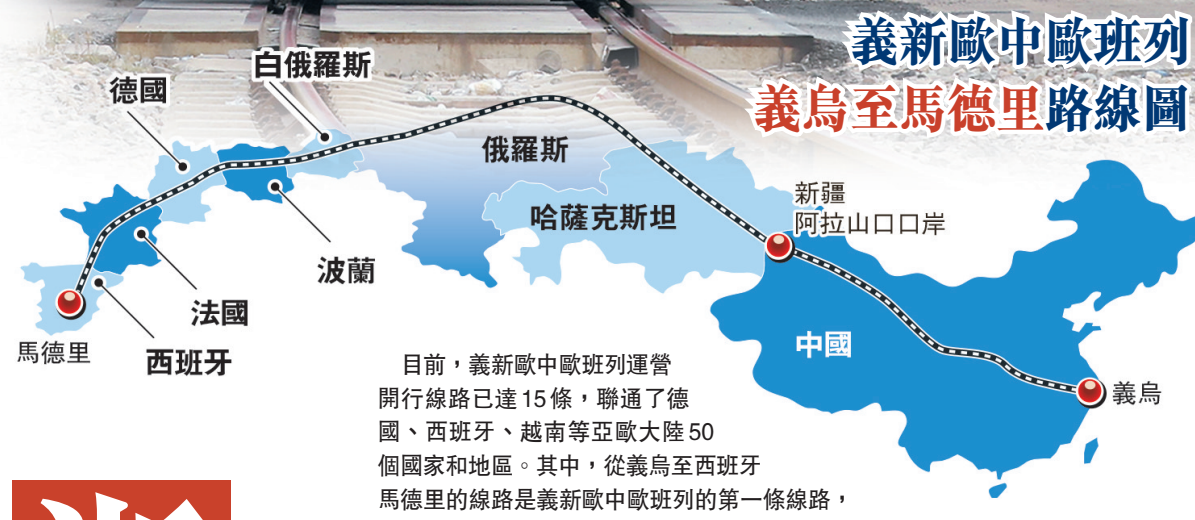 義新歐中歐班列
義烏至馬德里路線圖
白俄羅斯
德國
俄羅斯
哈薩克斯坦
新疆
阿拉山口口岸
波蘭
法國
西班牙
馬德里
中國
義烏
目前，義新歐中歐班列運營
開行線路已達15條，聯通了德
國、西班牙、越南等亞歐大陸50
個國家和地區。其中，從義烏至西班牙
馬德里的線路是義新歐中歐班列的第一條線路，